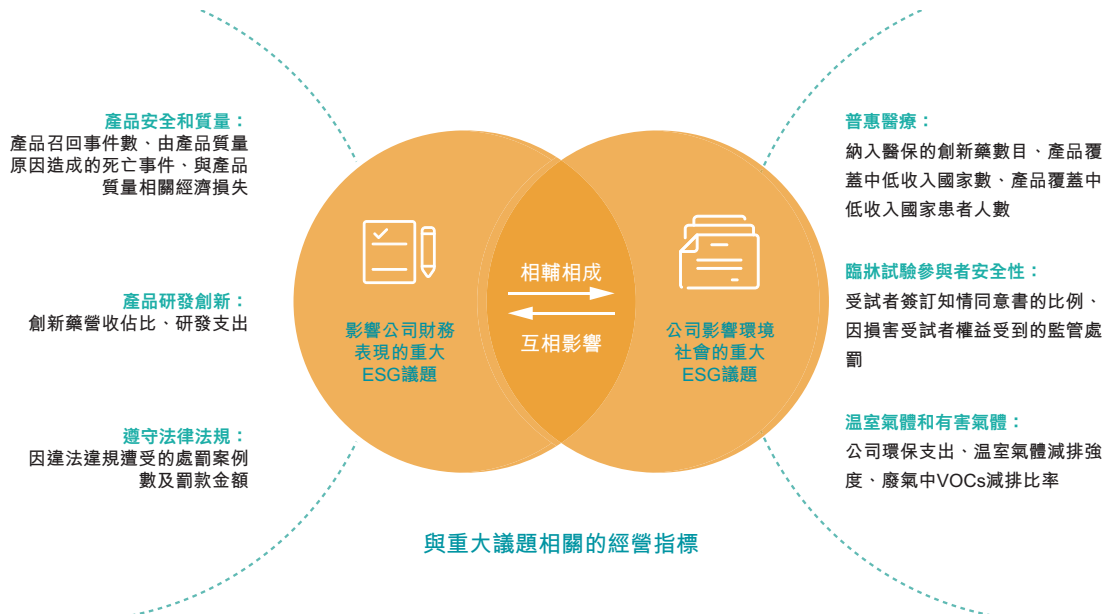 產品安全和質量：
產品召回事件數、由產品質量
原因造成的死亡事件、與產品
質量相關經濟損失
產品研發創新：
創新藥營收佔比、研發支出
遵守法律法規：
因違法違規遭受的處罰案例
數及罰款金額
影響公司財務
表現的重大
ESG議題
相輔相成
互相影響
公司影響環境
社會的重大
ESG議題
普惠醫療：
納入醫保的創新藥數目、產品覆
蓋中低收入國家數、產品覆蓋中
低收入國家患者人數
臨牀試驗參與者安全性：
受試者簽訂知情同意書的比例、
因損害受試者權益受到的監管處
罰
温室氣體和有害氣體：
公司環保支出、温室氣體減排強
度、廢氣中VOCs減排比率
與重大議題相關的經營指標